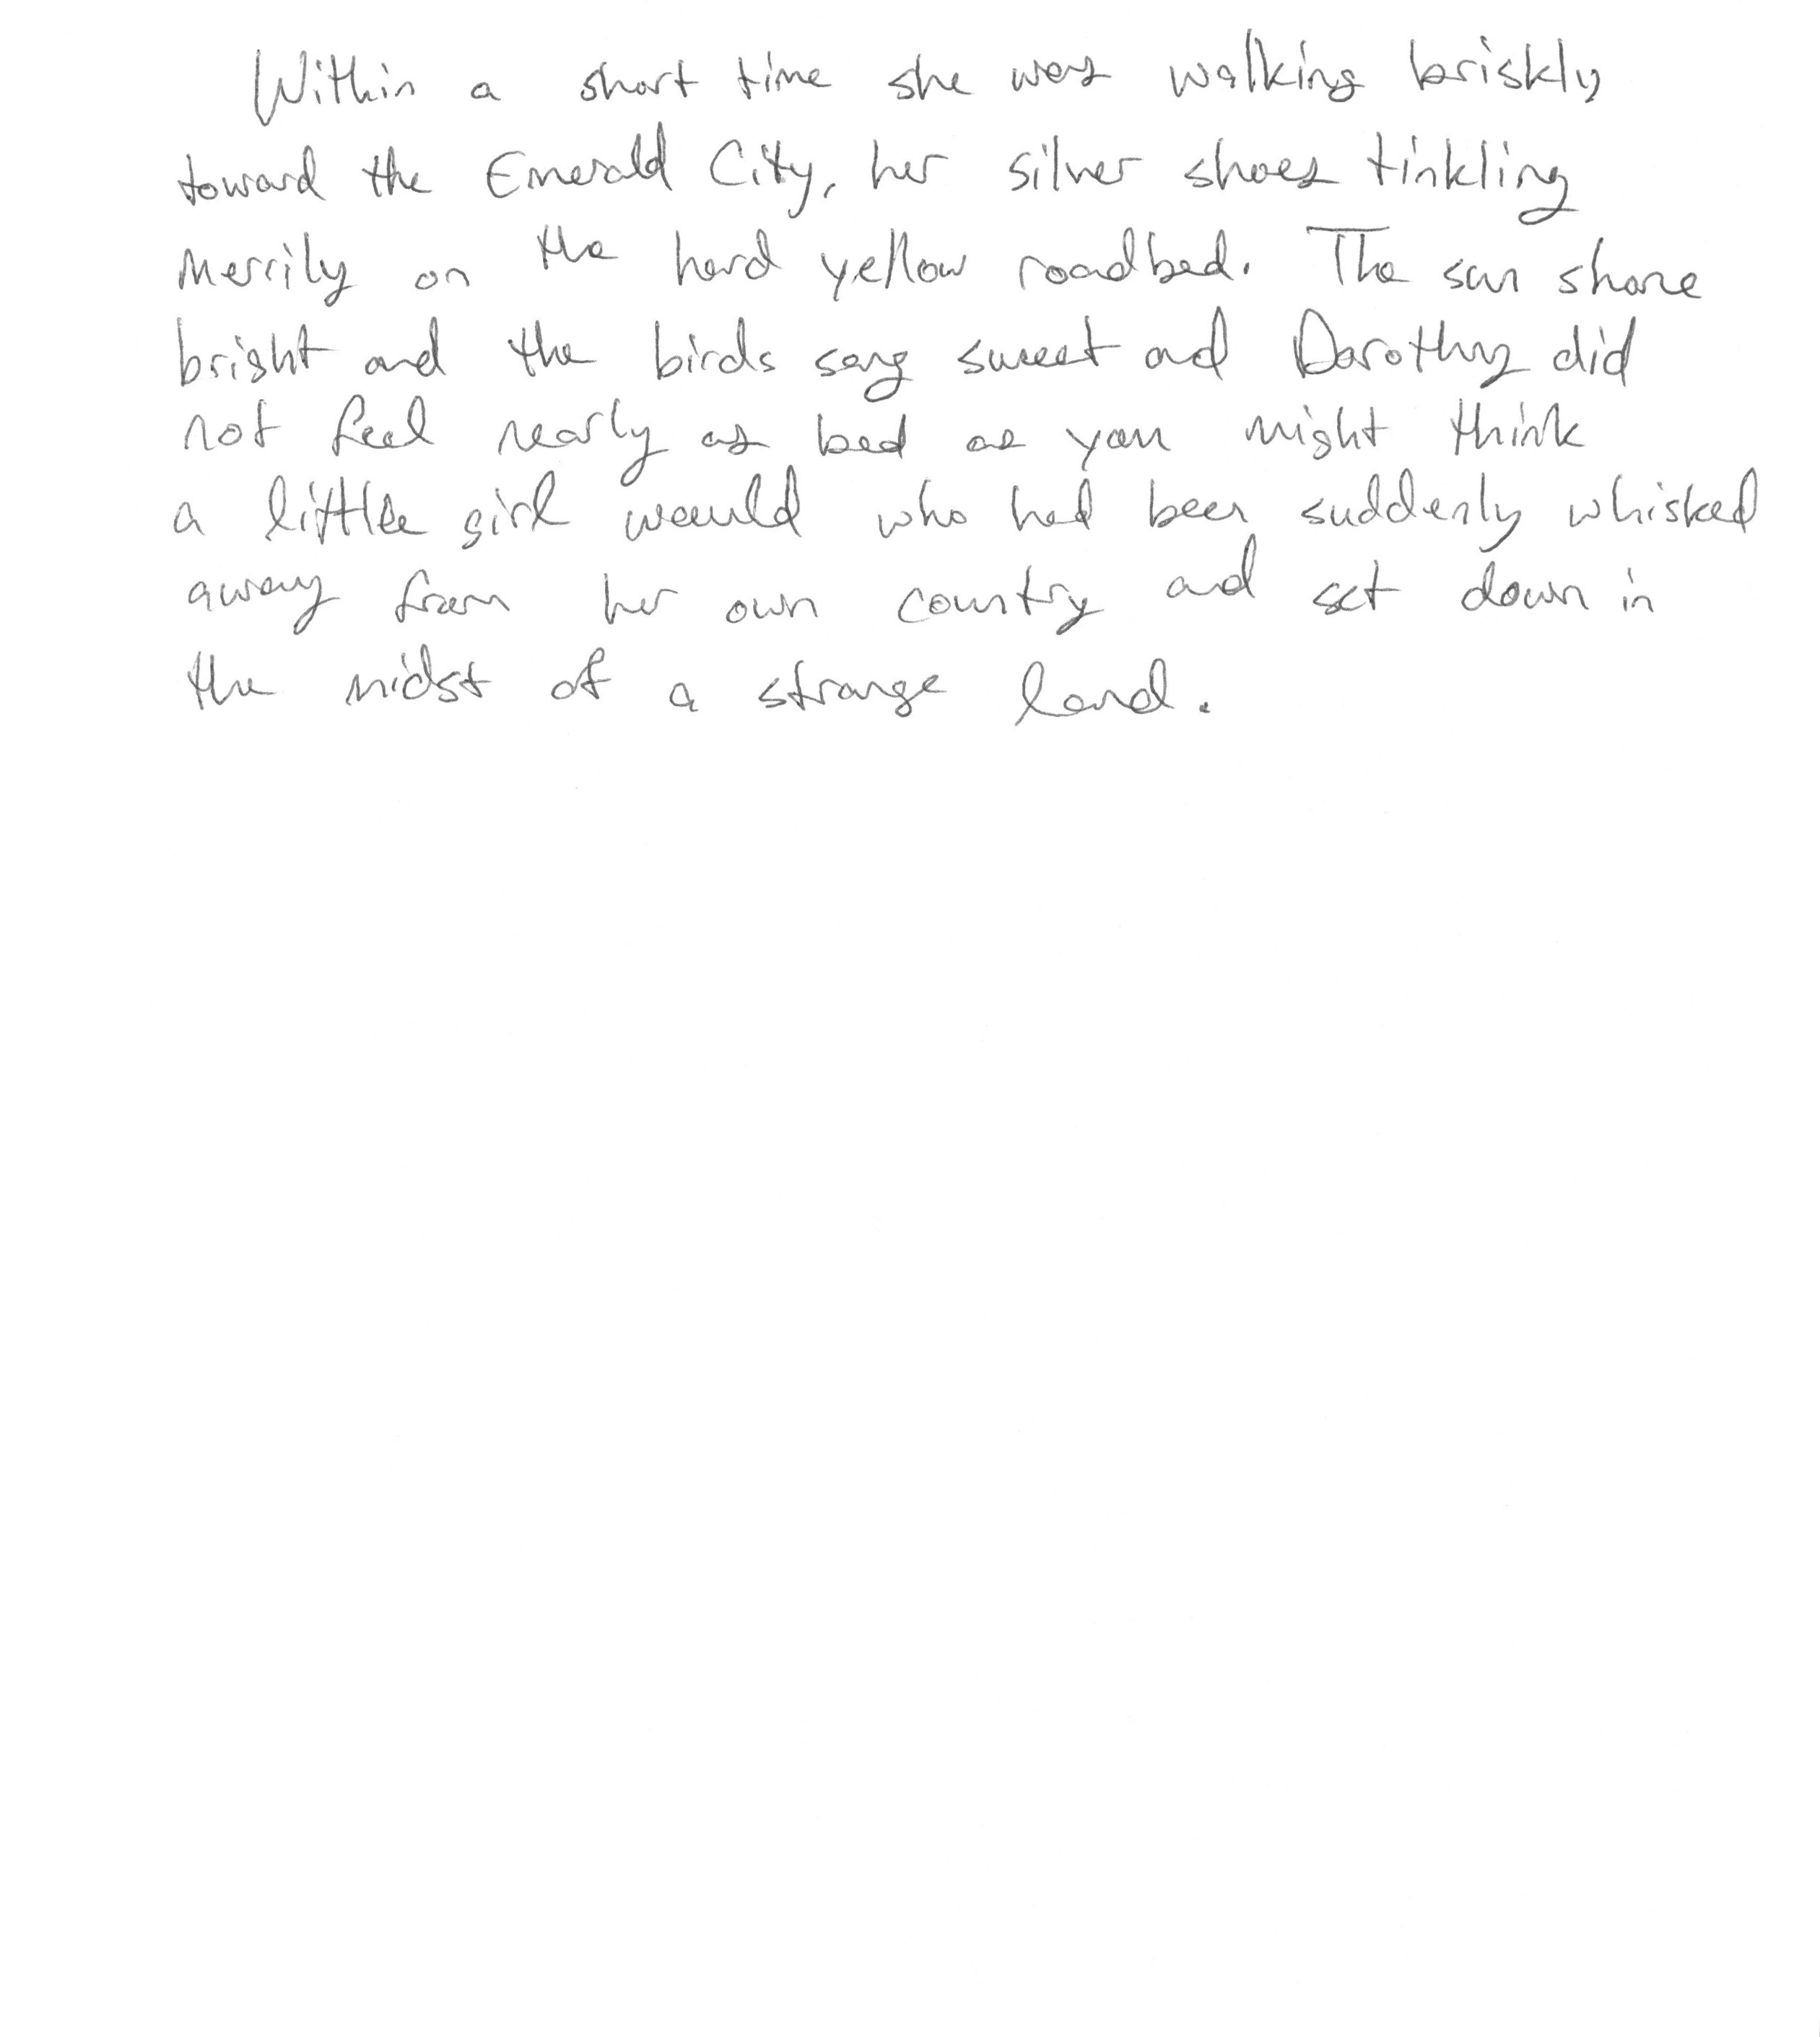 Within a short time she was walking briskly
toward the Emerald City, her silver shoes tinkling
merrily on the hard yellow roadbed. The sun shone
bright and the birds sang sweet and Dorothy did
not feel nearly as bad as you might think
a little girl would who had been suddenly whisked
away from her own country and set down in
the midst of a strange land.